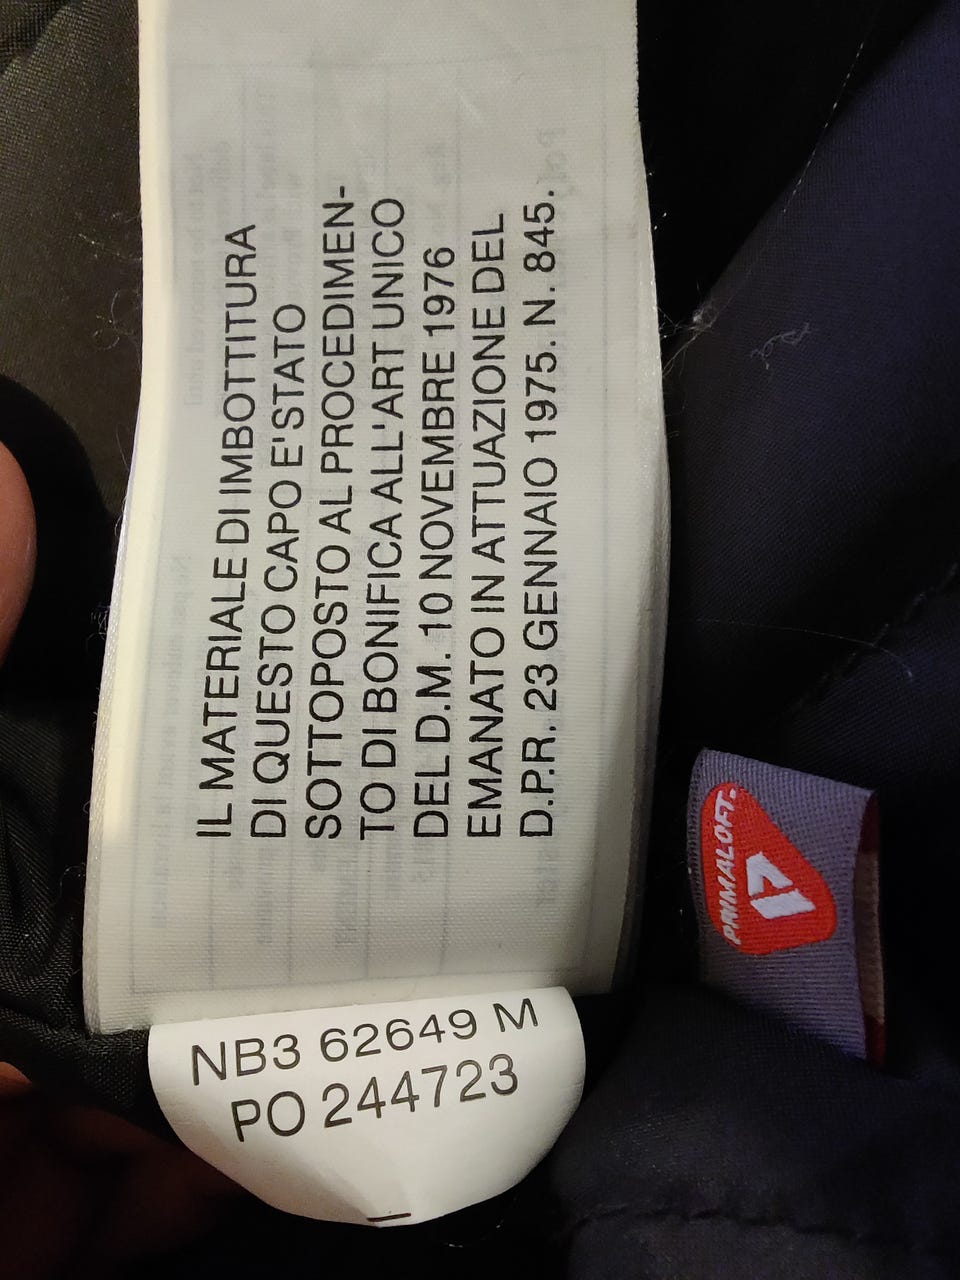 IL MATERIALE DI IMBOTTITURA
DI QUESTO CAPO E'STATO
SOTTOPOSTO AL PROCEDIMEN-
TO DI BONIFICA ALL'ART UNICO
DEL D.M. 10 NOVEMBRE 1976
EMANATO IN ATTUAZIONE DEL
D.P.R. 23 GENNAIO 1975. N. 845.
NB3 62649 M
PO 244723
PRIMALOFT